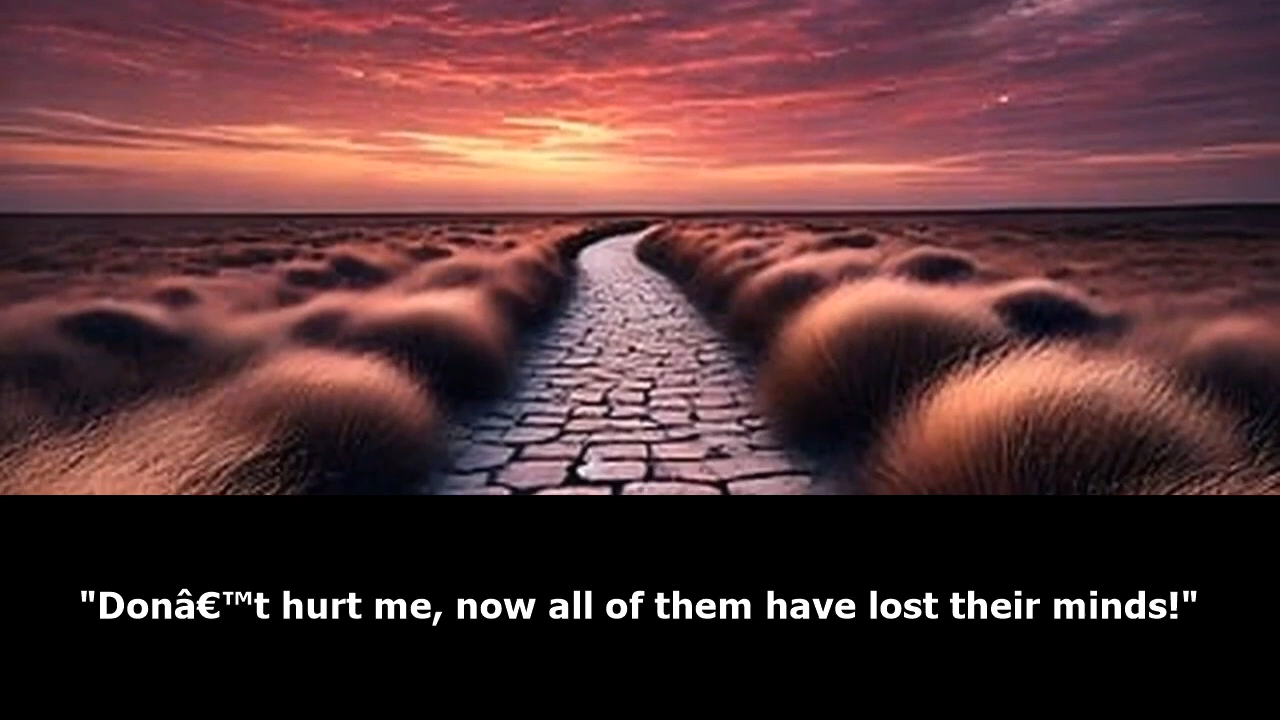 "Donâ€™t hurt me, now all of them have lost their minds!"